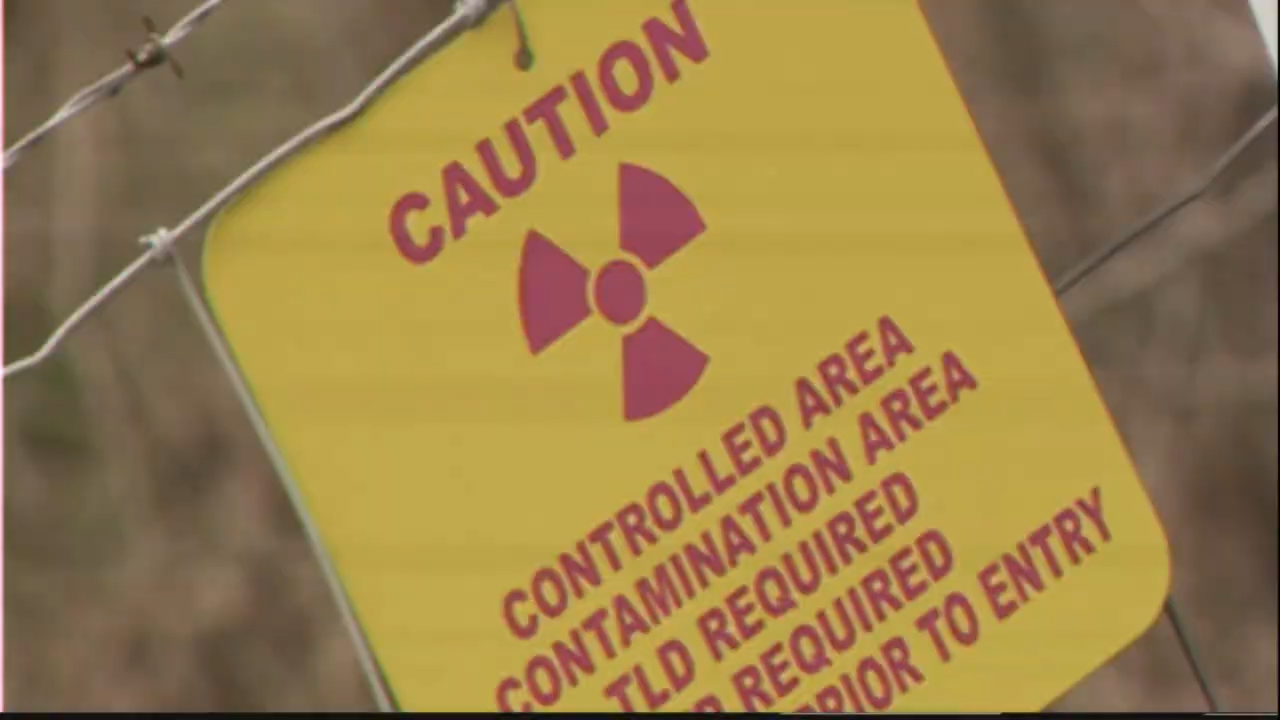 CAUTION
CONTROLLED AREA
CONTAMINATION AREA
TLD REQUIRED
REQUIRED
PRIOR TO ENTRY